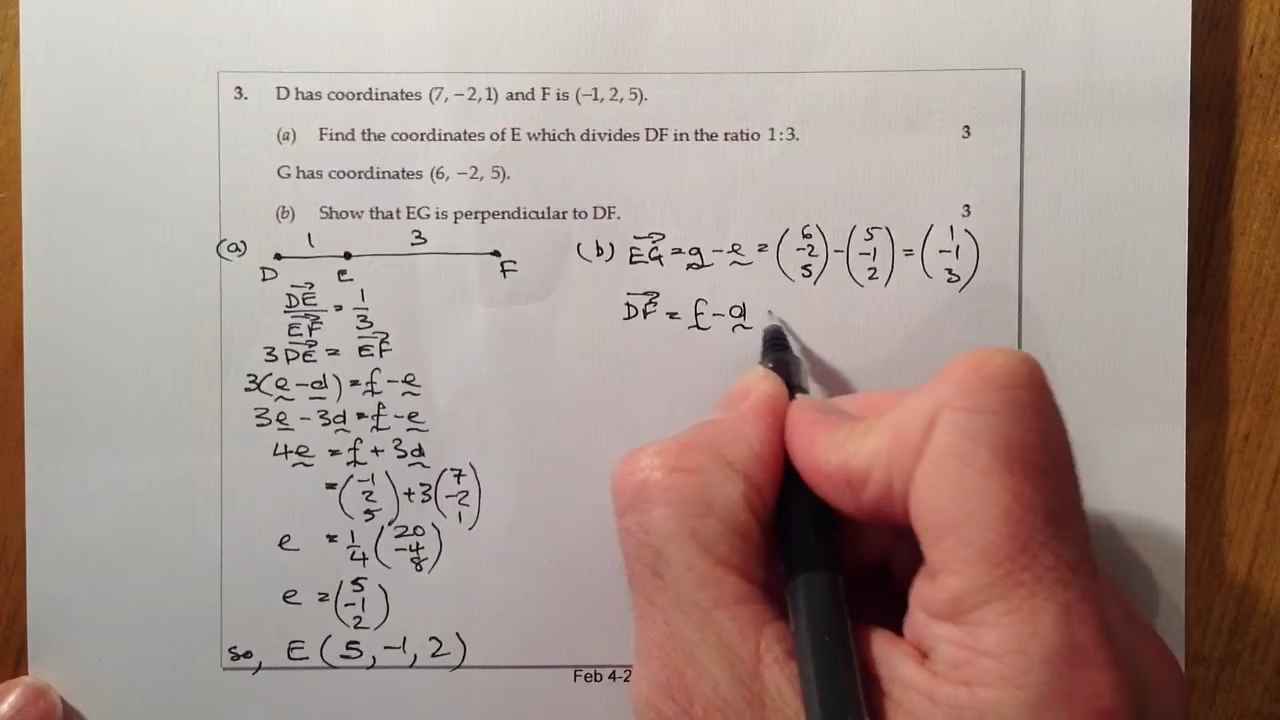 3. D has coordinates (7, −2, 1) and F is (−1, 2, 5).
(a) Find the coordinates of E which divides DF in the ratio 1:3. 3
G has coordinates (6, −2, 5).
(b) Show that EG is perpendicular to DF. 3
(a) 1 3
D E F
DE/EF = 1/3
3DE = EF
3(e - d) = f - e
3e - 3d = f - e
4e = f + 3d
= (-1 2 5) + 3(7 -2 1)
e = 1/4 (20 -4 8)
e = (5 -1 2)
so, E (5, -1, 2)
(b) EG = g - e = (6 -2 5) - (5 -1 2) = (1 -1 3)
DF = f - d
Feb 4-2